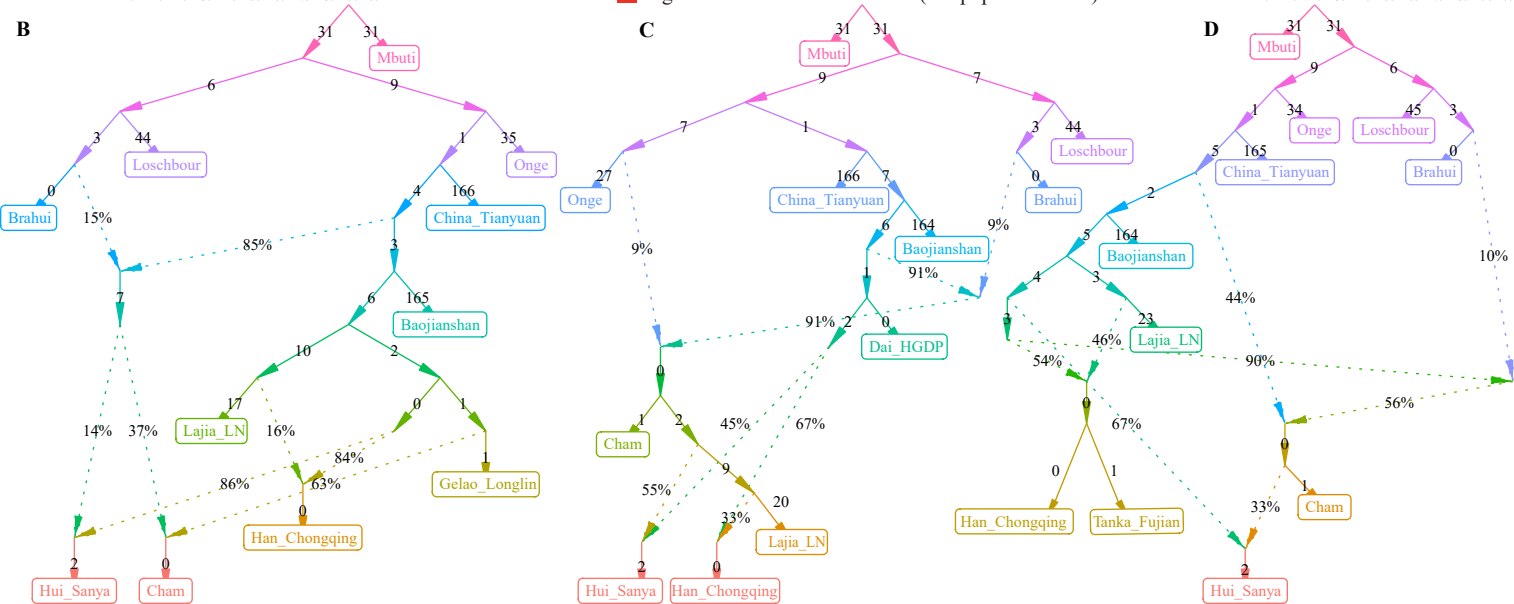 B
31 31
Mbuti
6 9
3 44 1 35
Loschbour Onge
0 4 166
Brahui China_Tianyuan
15%
85%
3
7 6 165
Baojianshan
10 2
17 0 1
Lajia_LN
14% 37% 16%
84% 1
86% 63% Gelao_Longlin
0
Han_Chongqing
2 0
Hui_Sanya Cham
C
31 31
Mbuti
9 7
7 1 3 44
Loschbour
27 166 7 0
Onge China_Tianyuan Brahui
6 164 9%
9% Baojianshan
1 91%
91% 2 0
Dai_HGDP
0
1 2 45% 67%
Cham
9
55% 20
33%
Lajia_LN
2 0
Hui_Sanya Han_Chongqing
D
31 31
Mbuti
9 6
1 34 45 3
Onge Loschbour
5 165 0
China_Tianyuan Brahui
2
5 164
Baojianshan 10%
4 3
44%
3 23
46% Lajia_LN
54% 90%
0 56%
67%
0
0 1 1
33% Cham
Han_Chongqing Tanka_Fujian
2
Hui_Sanya